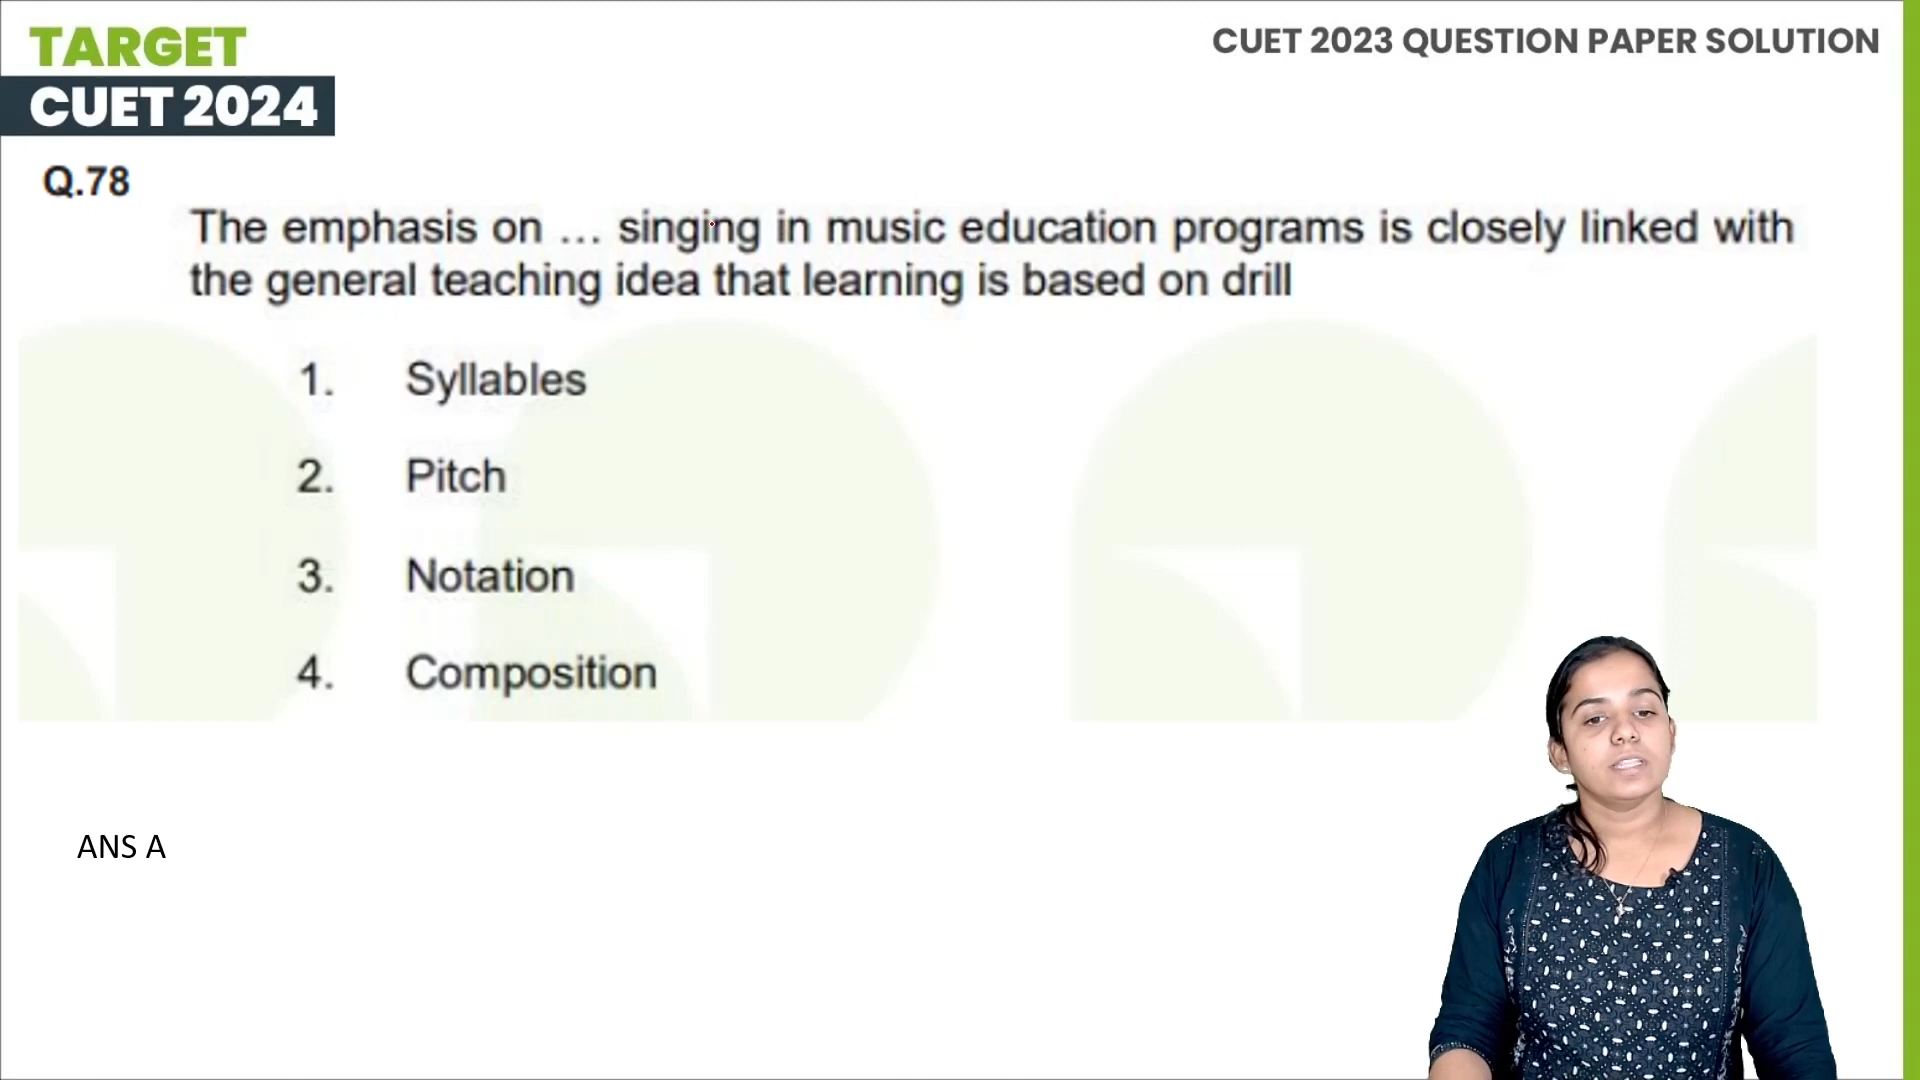 TARGET
CUET 2024
CUET 2023 QUESTION PAPER SOLUTION
Q.78
The emphasis on ... singing in music education programs is closely linked with
the general teaching idea that learning is based on drill
1. Syllables
2. Pitch
3. Notation
4. Composition
ANS A